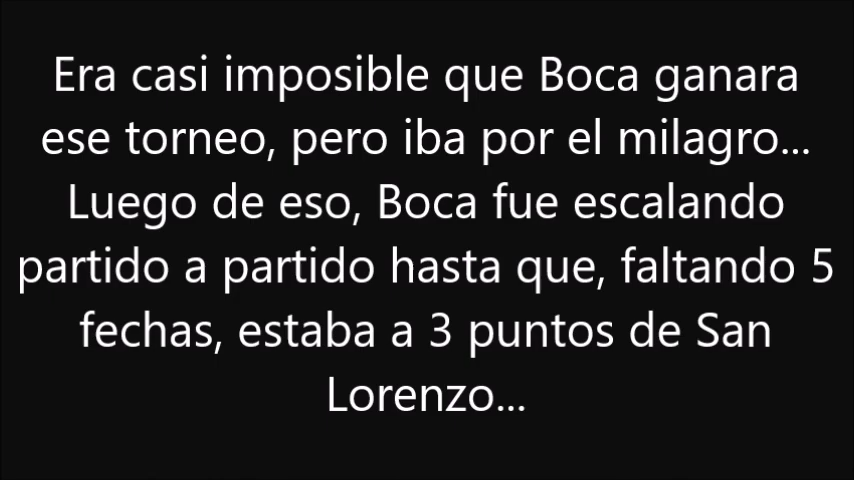 Era casi imposible que Boca ganara
ese torneo, pero iba por el milagro...
Luego de eso, Boca fue escalando
partido a partido hasta que, faltando 5
fechas, estaba a 3 puntos de San
Lorenzo...